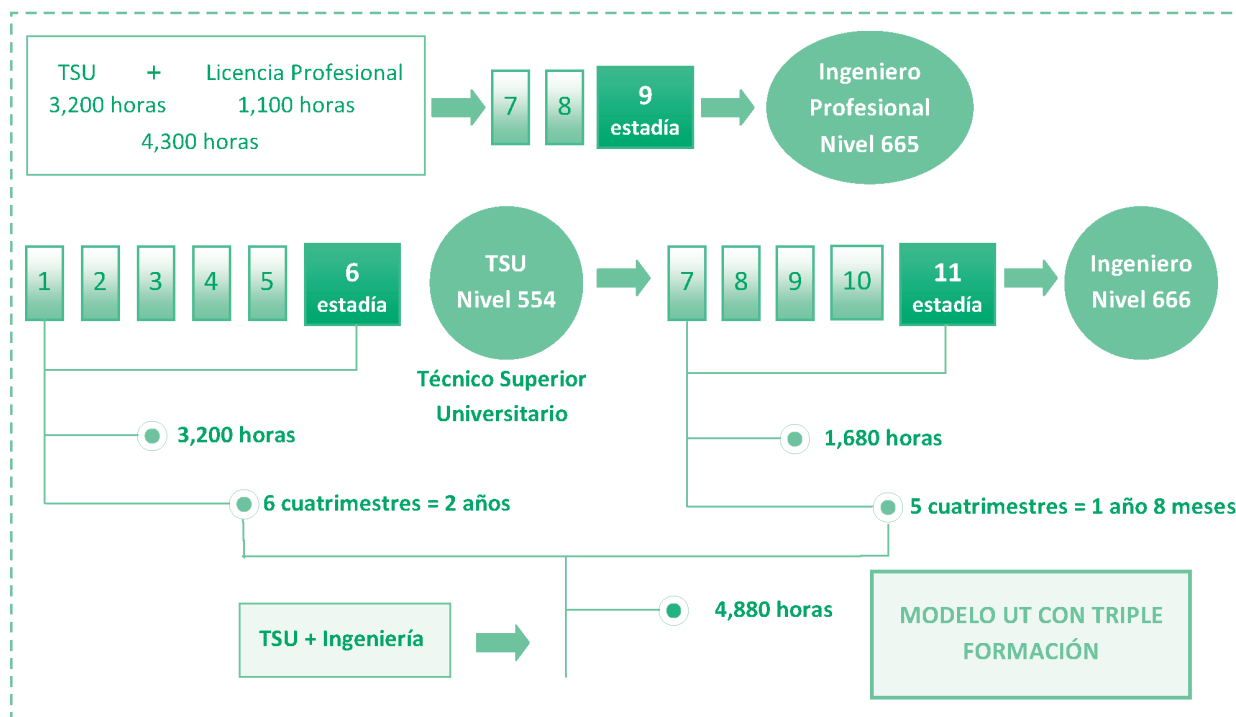 TSU + Licencia Profesional
3,200 horas 1,100 horas
4,300 horas
7 8 9
estadía
Ingeniero
Profesional
Nivel 665
1 2 3 4 5 6
estadía
TSU
Nivel 554
Técnico Superior
Universitario
7 8 9 10 11
estadía
Ingeniero
Nivel 666
3,200 horas
1,680 horas
6 cuatrimestres = 2 años
5 cuatrimestres = 1 año 8 meses
4,880 horas
TSU + Ingeniería
MODELO UT CON TRIPLE
FORMACIÓN